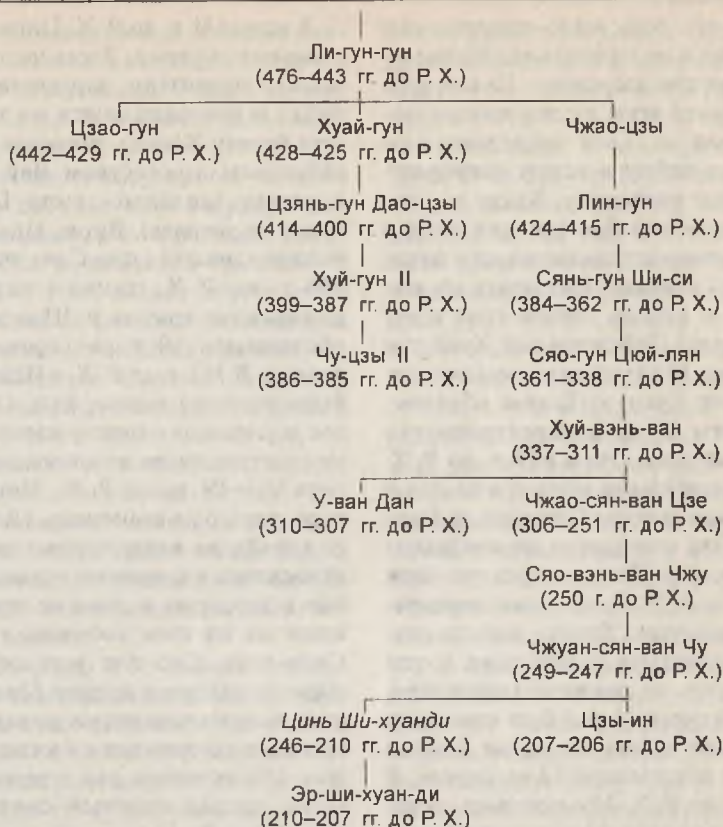 Ли-гун-гун
(476–443 гг. до Р. Х.)
Цзао-гун Хуай-гун Чжао-цзы
(442–429 гг. до Р. Х.) (428–425 гг. до Р. Х.)
Цзянь-гун Дао-цзы Лин-гун
(414–400 гг. до Р. Х.) (424–415 гг. до Р. Х.)
Хуй-гун II Сянь-гун Ши-си
(399–387 гг. до Р. Х.) (384–362 гг. до Р. Х.)
Чу-цзы II Сяо-гун Цюй-лян
(386–385 гг. до Р. Х.) (361–338 гг. до Р. Х.)
Хуй-вэнь-ван
(337–311 гг. до Р. Х.)
У-ван Дан Чжао-сян-ван Цзе
(310–307 гг. до Р. Х.) (306–251 гг. до Р. Х.)
Сяо-вэнь-ван Чжу
(250 г. до Р. Х.)
Чжуан-сян-ван Чу
(249–247 гг. до Р. Х.)
Цинь Ши-хуанди Цзы-ин
(246–210 гг. до Р. Х.) (207–206 гг. до Р. Х.)
Эр-ши-хуан-ди
(210–207 гг. до Р. Х.)